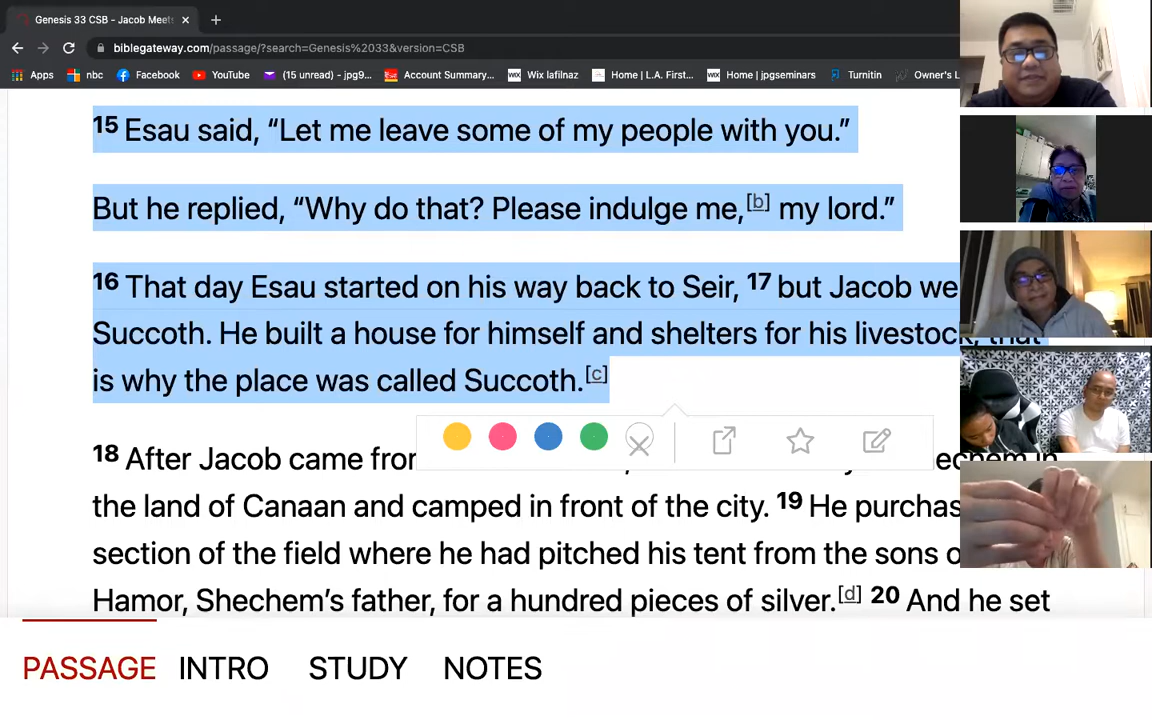 Genesis 33 CSB - Jacob Meets
biblegateway.com/passage/?search=Genesis%2033&version=CSB
Apps nbc Facebook YouTube (15 unread) - jpg9... Account Summary... Wix lafilnaz Home | L.A. First... Home | jpgseminars Turnitin Owner's L
15 Esau said, “Let me leave some of my people with you.”
But he replied, “Why do that? Please indulge me,[b] my lord.”
16 That day Esau started on his way back to Seir, 17 but Jacob we
Succoth. He built a house for himself and shelters for his livestock, that
is why the place was called Succoth.[c]
18 After Jacob came from in
the land of Canaan and camped in front of the city. 19 He purchas
section of the field where he had pitched his tent from the sons o
Hamor, Shechem’s father, for a hundred pieces of silver.[d] 20 And he set
PASSAGE INTRO STUDY NOTES